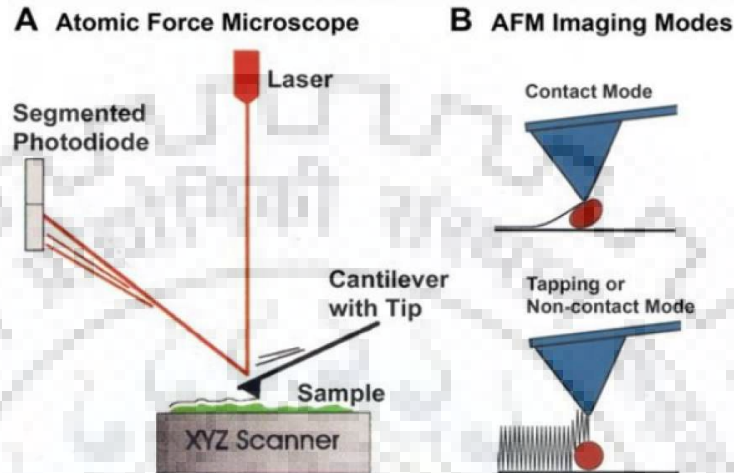 A Atomic Force Microscope
Laser
Segmented
Photodiode
Cantilever
with Tip
Sample
XYZ Scanner
B AFM Imaging Modes
Contact Mode
Tapping or
Non-contact Mode